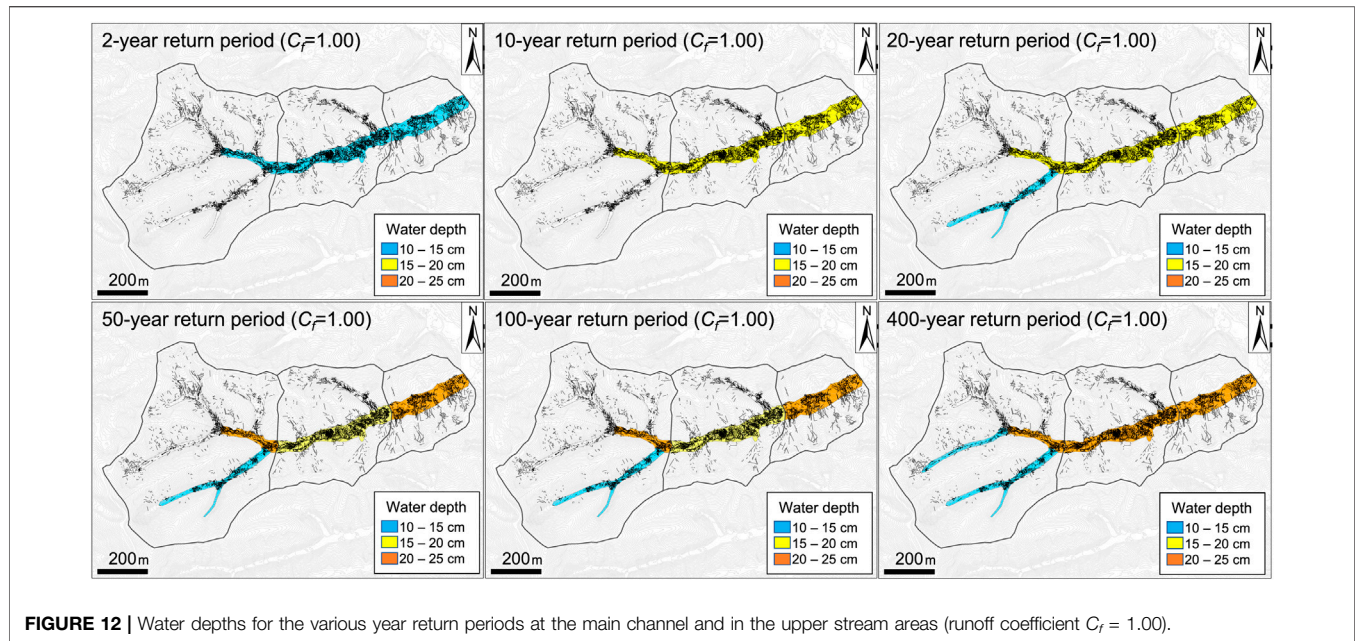 2-year return period (Cf=1.00)
N
Water depth
10 – 15 cm
15 – 20 cm
20 – 25 cm
200 m
10-year return period (Cf=1.00)
N
Water depth
10 – 15 cm
15 – 20 cm
20 – 25 cm
200 m
20-year return period (Cf=1.00)
N
Water depth
10 – 15 cm
15 – 20 cm
20 – 25 cm
200 m
50-year return period (Cf=1.00)
N
Water depth
10 – 15 cm
15 – 20 cm
20 – 25 cm
200 m
100-year return period (Cf=1.00)
N
Water depth
10 – 15 cm
15 – 20 cm
20 – 25 cm
200 m
400-year return period (Cf=1.00)
N
Water depth
10 – 15 cm
15 – 20 cm
20 – 25 cm
200 m
FIGURE 12 | Water depths for the various year return periods at the main channel and in the upper stream areas (runoff coefficient Cf = 1.00).